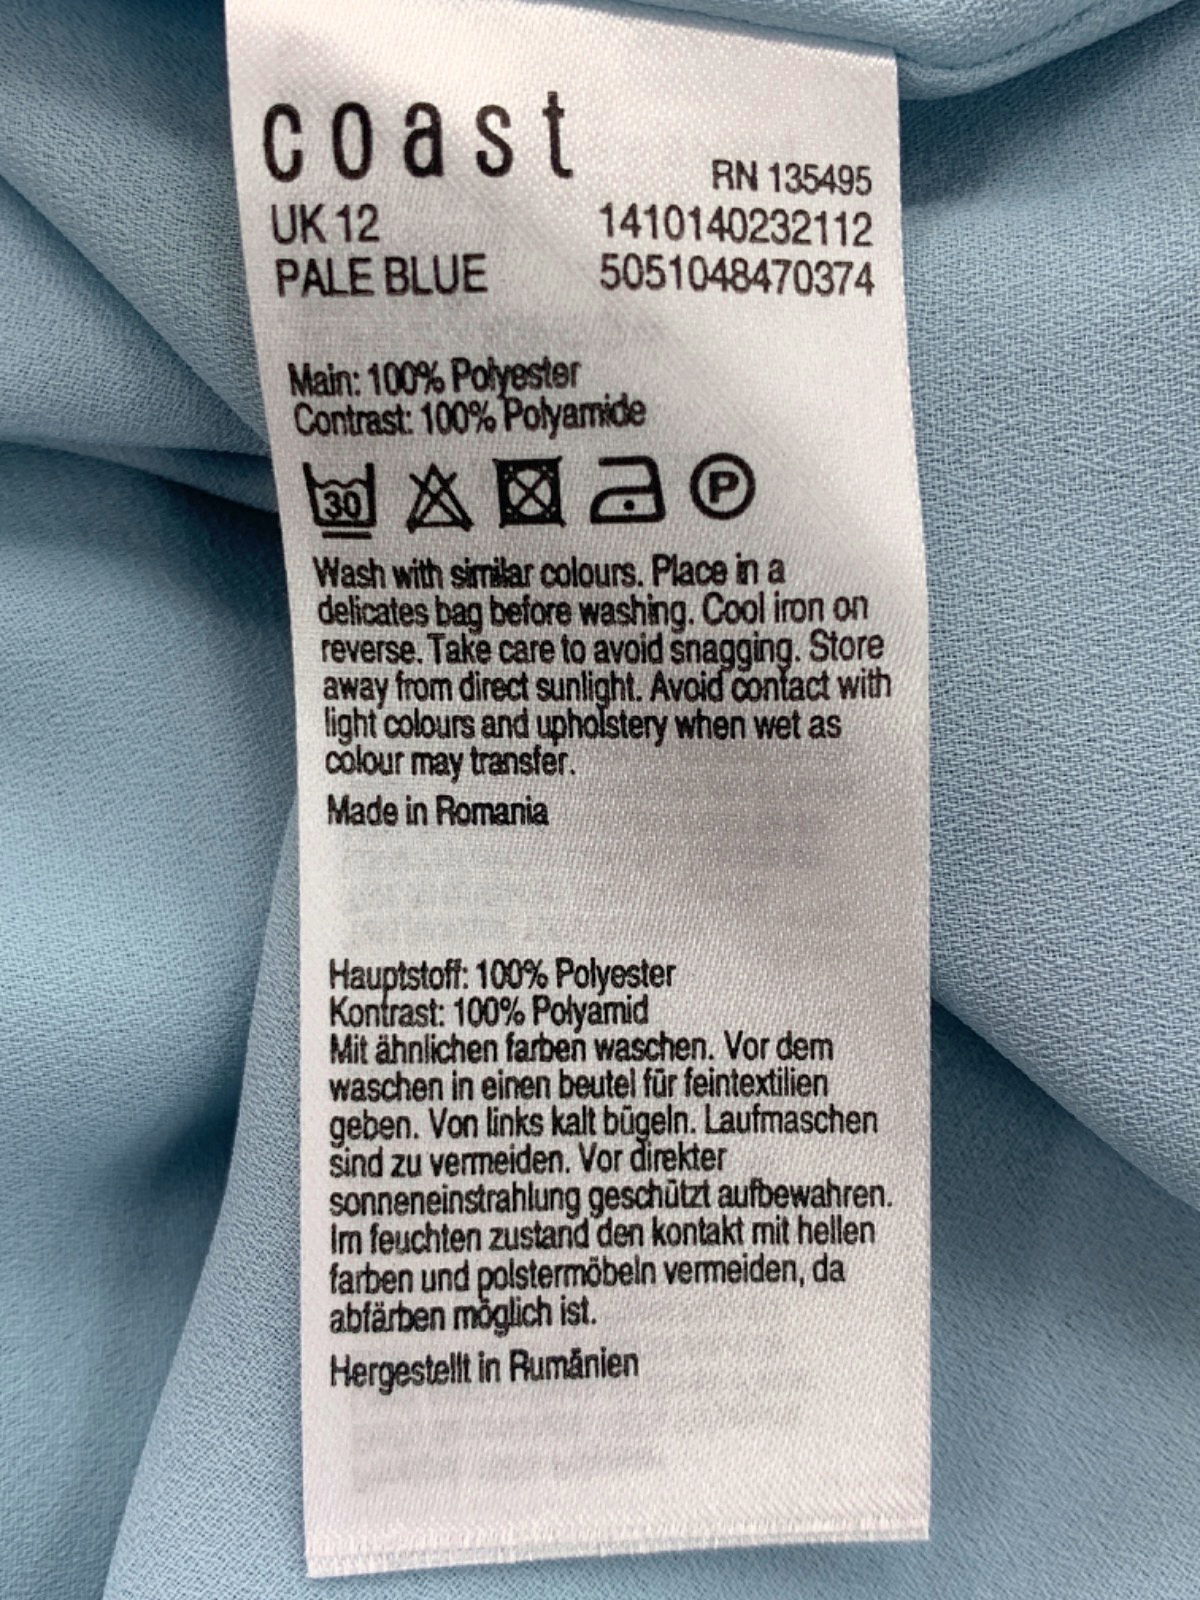 coast
RN 135495
UK 12 1410140232112
PALE BLUE 5051048470374
Main: 100% Polyester
Contrast: 100% Polyamide
30 P
Wash with similar colours. Place in a
delicates bag before washing. Cool iron on
reverse. Take care to avoid snagging. Store
away from direct sunlight. Avoid contact with
light colours and upholstery when wet as
colour may transfer.
Made in Romania
Hauptstoff: 100% Polyester
Kontrast: 100% Polyamid
Mit ähnlichen farben waschen. Vor dem
waschen in einen beutel für feintextilien
geben. Von links kalt bügeln. Laufmaschen
sind zu vermeiden. Vor direkter
sonneneinstrahlung geschützt aufbewahren.
Im feuchten zustand den kontakt mit hellen
farben und polstermöbeln vermeiden, da
abfärben möglich ist.
Hergestellt in Rumänien